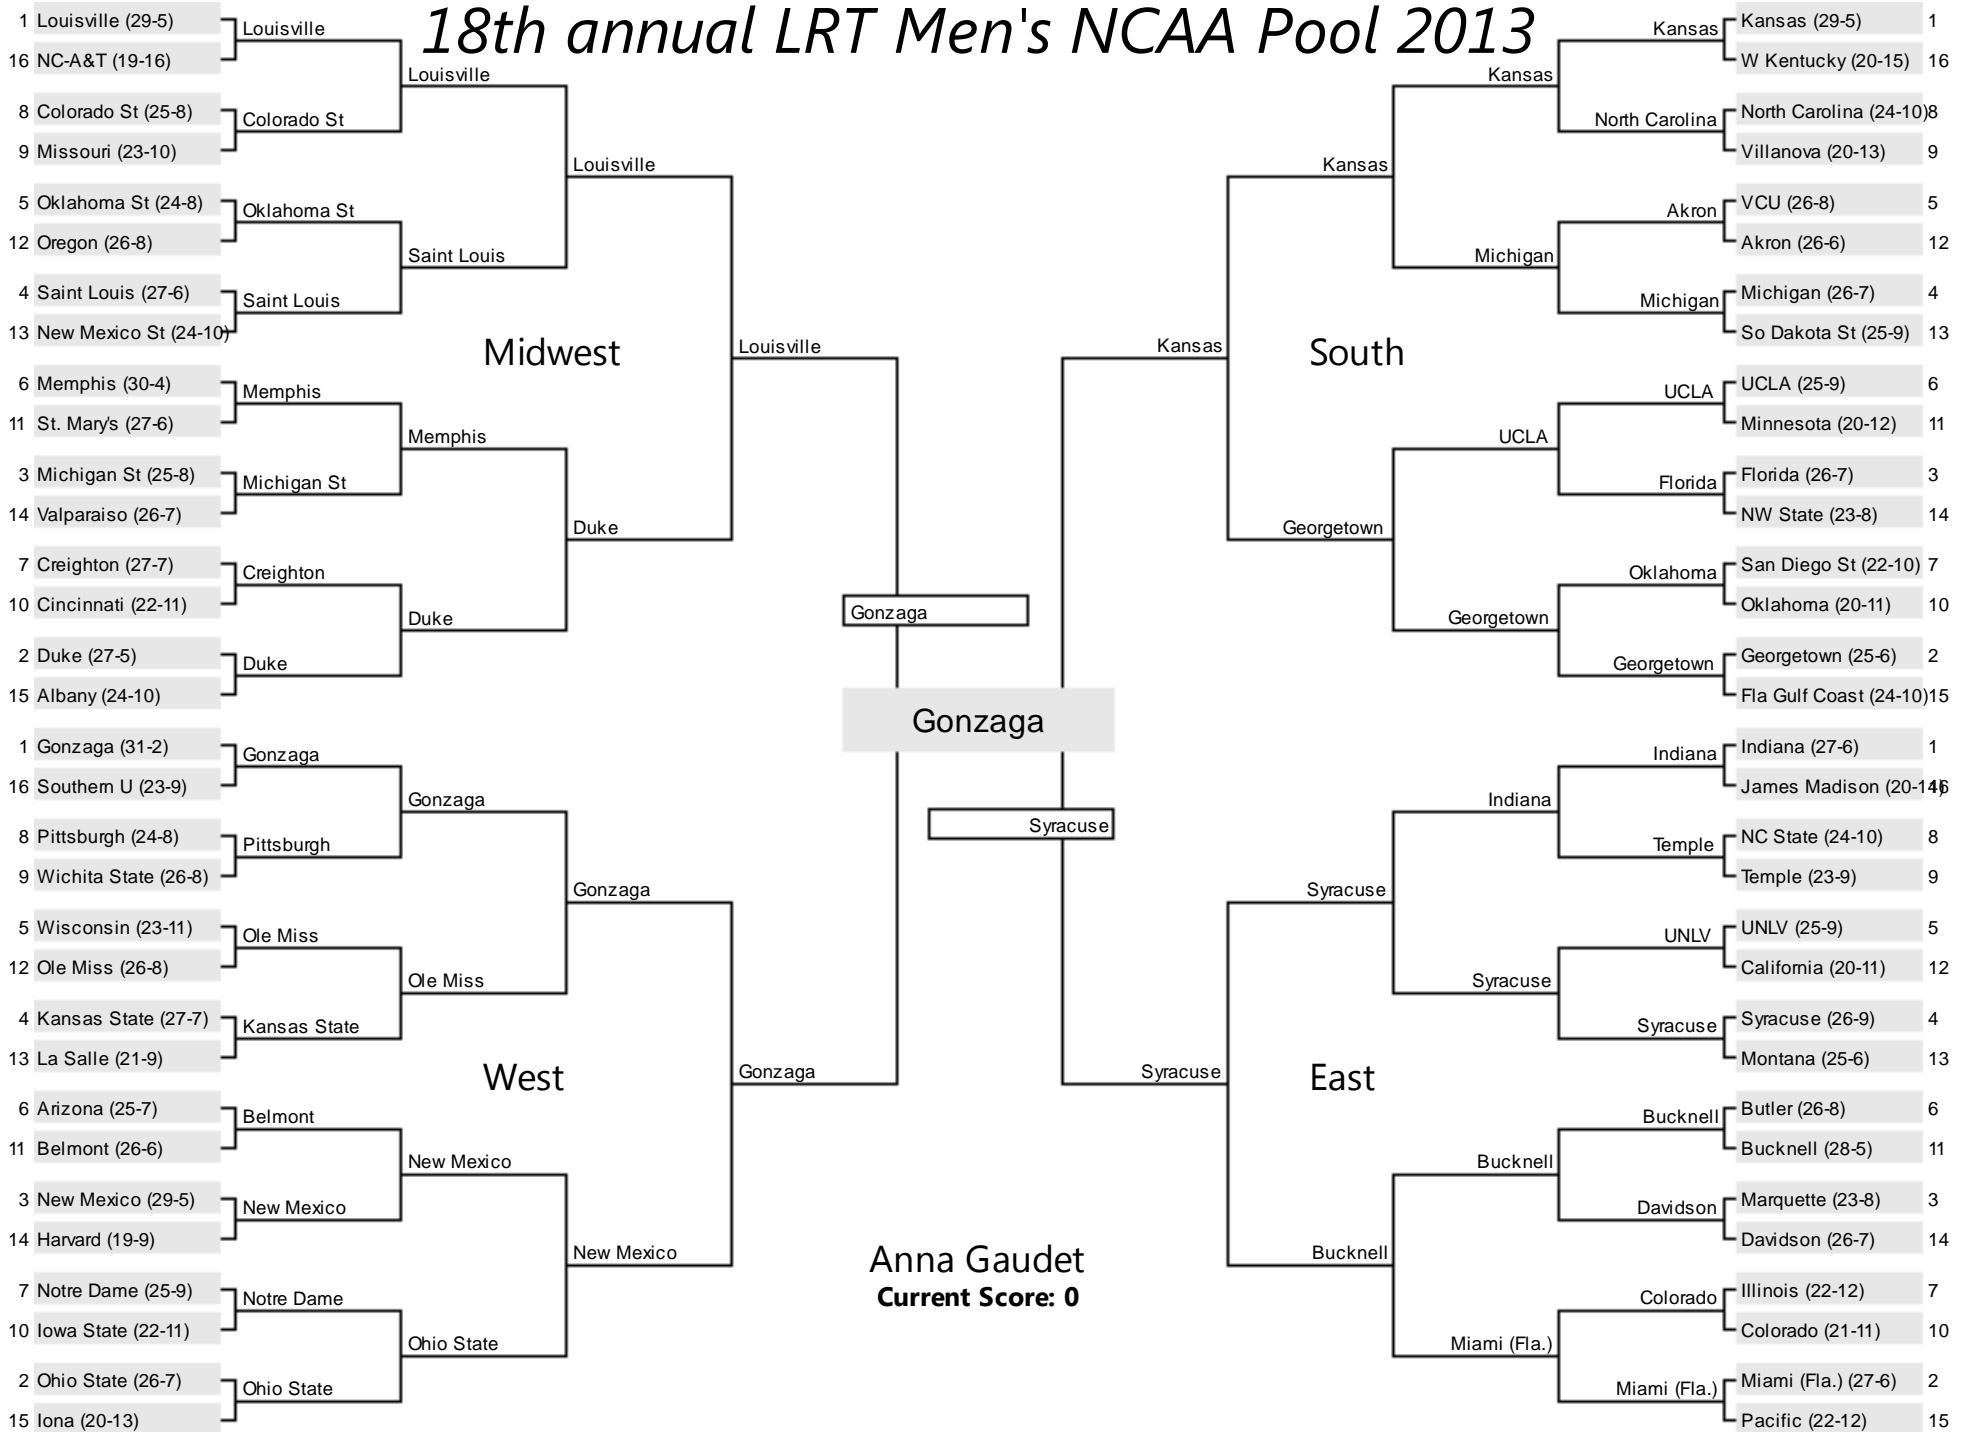 18th annual LRT Men's NCAA Pool 2013
1 Louisville (29-5)
Louisville
16 NC-A&T (19-16)
Louisville
8 Colorado St (25-8)
Colorado St
9 Missouri (23-10)
Louisville
5 Oklahoma St (24-8)
Oklahoma St
12 Oregon (26-8)
Saint Louis
4 Saint Louis (27-6)
Saint Louis
13 New Mexico St (24-10)
Midwest
Louisville
6 Memphis (30-4)
Memphis
11 St. Mary's (27-6)
Memphis
3 Michigan St (25-8)
Michigan St
14 Valparaiso (26-7)
Duke
7 Creighton (27-7)
Creighton
10 Cincinnati (22-11)
Duke
2 Duke (27-5)
Duke
15 Albany (24-10)
1 Gonzaga (31-2)
Gonzaga
16 Southern U (23-9)
Gonzaga
8 Pittsburgh (24-8)
Pittsburgh
9 Wichita State (26-8)
Gonzaga
5 Wisconsin (23-11)
Ole Miss
12 Ole Miss (26-8)
Ole Miss
4 Kansas State (27-7)
Kansas State
13 La Salle (21-9)
West
Gonzaga
6 Arizona (25-7)
Belmont
11 Belmont (26-6)
New Mexico
3 New Mexico (29-5)
New Mexico
14 Harvard (19-9)
New Mexico
7 Notre Dame (25-9)
Notre Dame
10 Iowa State (22-11)
Ohio State
2 Ohio State (26-7)
Ohio State
15 Iona (20-13)
Gonzaga
Gonzaga
Syracuse
Anna Gaudet
Current Score: 0
Kansas (29-5) 1
Kansas
W Kentucky (20-15) 16
Kansas
North Carolina (24-10) 8
North Carolina
Villanova (20-13) 9
Kansas
VCU (26-8) 5
Akron
Akron (26-6) 12
Michigan
Michigan (26-7) 4
Michigan
So Dakota St (25-9) 13
South
Kansas
UCLA (25-9) 6
UCLA
Minnesota (20-12) 11
UCLA
Florida (26-7) 3
Florida
NW State (23-8) 14
Georgetown
San Diego St (22-10) 7
Oklahoma
Oklahoma (20-11) 10
Georgetown
Georgetown (25-6) 2
Georgetown
Fla Gulf Coast (24-10) 15
Indiana (27-6) 1
Indiana
James Madison (20-14) 16
Indiana
NC State (24-10) 8
Temple
Temple (23-9) 9
Syracuse
UNLV (25-9) 5
UNLV
California (20-11) 12
Syracuse
Syracuse (26-9) 4
Syracuse
Montana (25-6) 13
East
Syracuse
Butler (26-8) 6
Bucknell
Bucknell (28-5) 11
Bucknell
Marquette (23-8) 3
Davidson
Davidson (26-7) 14
Bucknell
Illinois (22-12) 7
Colorado
Colorado (21-11) 10
Miami (Fla.)
Miami (Fla.) (27-6) 2
Miami (Fla.)
Pacific (22-12) 15